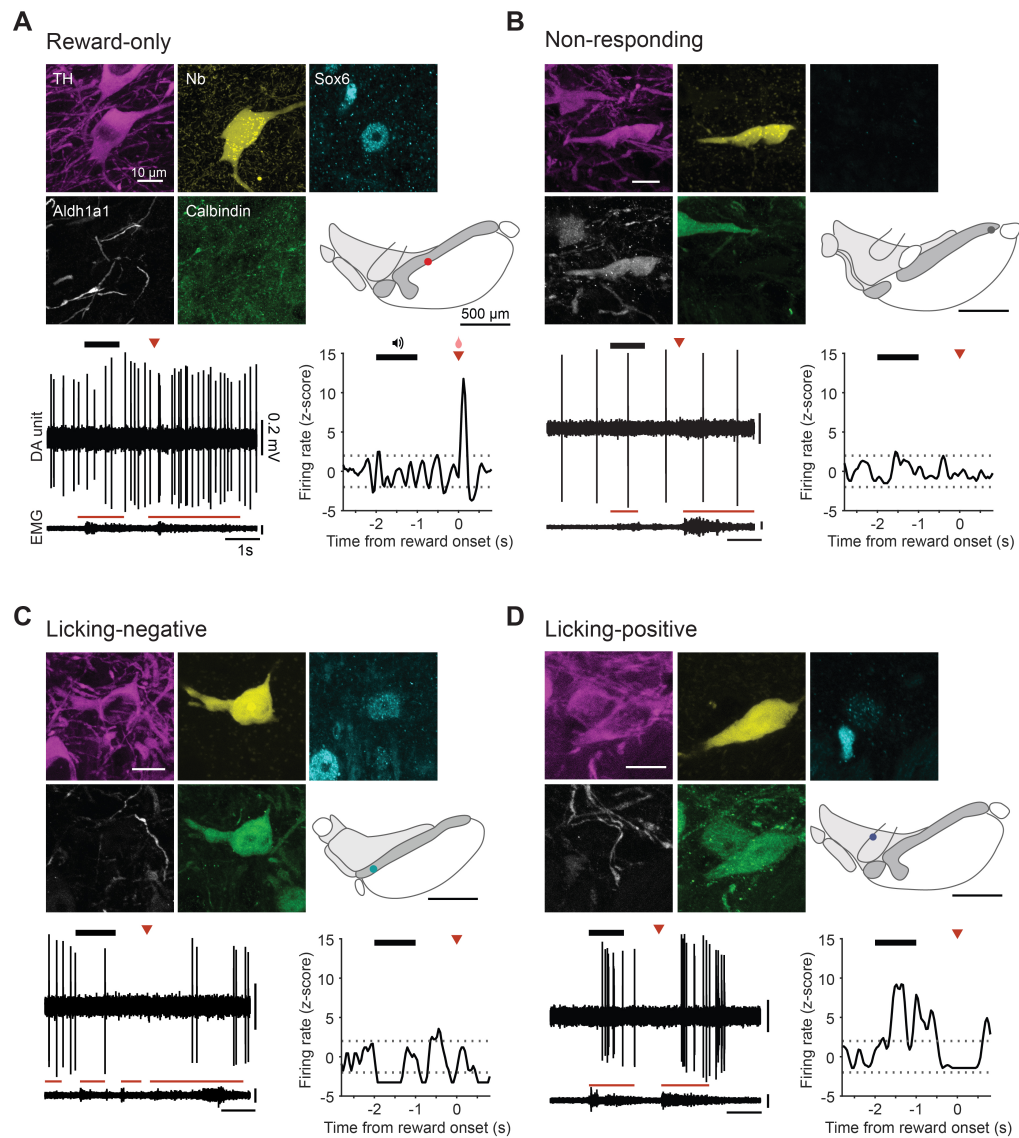 A
Reward-only
TH
Nb
Sox6
10 µm
Aldh1a1
Calbindin
500 µm
DA unit
0.2 mV
EMG
1s
Firing rate (z-score)
15
10
5
0
-5
-2
-1
0
Time from reward onset (s)
B
Non-responding
Firing rate (z-score)
15
10
5
0
-5
-2
-1
0
Time from reward onset (s)
C
Licking-negative
Firing rate (z-score)
15
10
5
0
-5
-2
-1
0
Time from reward onset (s)
D
Licking-positive
Firing rate (z-score)
15
10
5
0
-5
-2
-1
0
Time from reward onset (s)